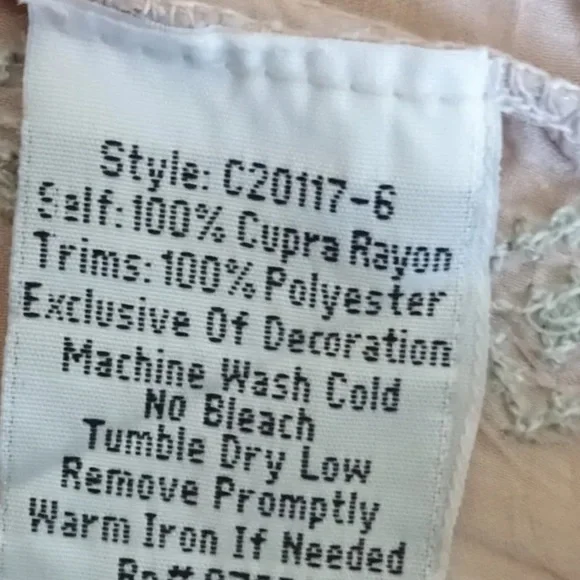 Style: C20117-6
Self: 100% Cupra Rayon
Trims: 100% Polyester
Exclusive Of Decoration
Machine Wash Cold
No Bleach
Tumble Dry Low
Remove Promptly
Warm Iron If Needed